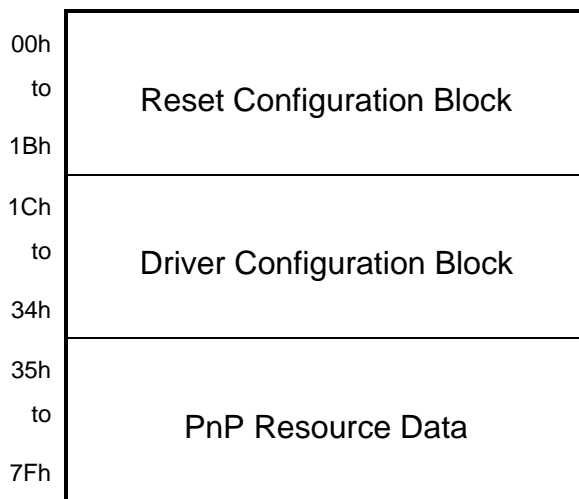 00h
to
1Bh
Reset Configuration Block
1Ch
to
34h
Driver Configuration Block
35h
to
7Fh
PnP Resource Data